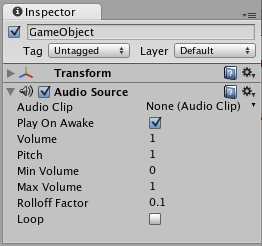 Inspector
GameObject
Tag Untagged Layer Default
Transform
Audio Source
Audio Clip None (Audio Clip)
Play On Awake
Volume 1
Pitch 1
Min Volume 0
Max Volume 1
Rolloff Factor 0.1
Loop